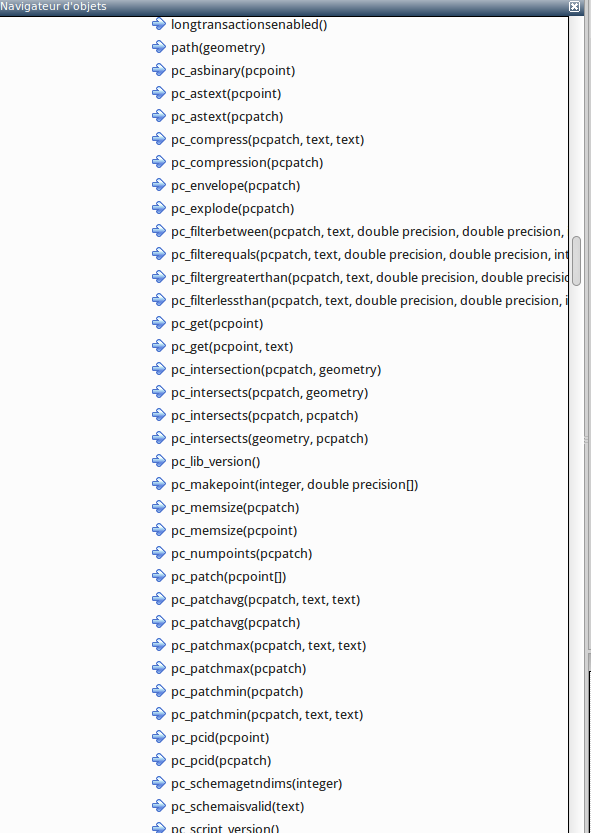 Navigateur d'objets
longtransactionsenabled()
path(geometry)
pc_asbinary(pcpoint)
pc_astext(pcpoint)
pc_astext(pcpatch)
pc_compress(pcpatch, text, text)
pc_compression(pcpatch)
pc_envelope(pcpatch)
pc_explode(pcpatch)
pc_filterbetween(pcpatch, text, double precision, double precision,
pc_filterequals(pcpatch, text, double precision, double precision, int
pc_filtergreaterthan(pcpatch, text, double precision, double precisio
pc_filterlessthan(pcpatch, text, double precision, double precision, i
pc_get(pcpoint)
pc_get(pcpoint, text)
pc_intersection(pcpatch, geometry)
pc_intersects(pcpatch, geometry)
pc_intersects(pcpatch, pcpatch)
pc_intersects(geometry, pcpatch)
pc_lib_version()
pc_makepoint(integer, double precision[])
pc_memsize(pcpatch)
pc_memsize(pcpoint)
pc_numpoints(pcpatch)
pc_patch(pcpoint[])
pc_patchavg(pcpatch, text, text)
pc_patchavg(pcpatch)
pc_patchmax(pcpatch, text, text)
pc_patchmax(pcpatch)
pc_patchmin(pcpatch)
pc_patchmin(pcpatch, text, text)
pc_pcid(pcpoint)
pc_pcid(pcpatch)
pc_schemagetndims(integer)
pc_schemaisvalid(text)
pc_script_version()